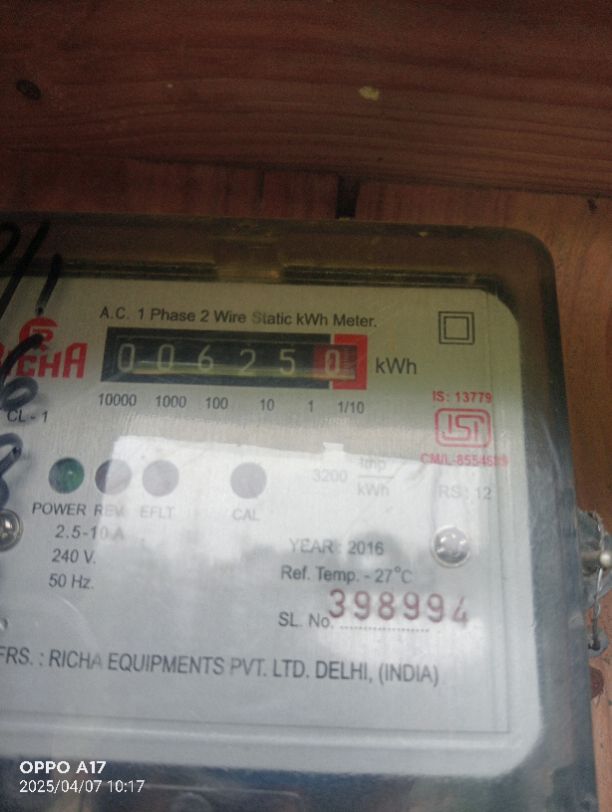 A.C. 1 Phase 2 Wire Static kWh Meter.
RICHA
0 0 6 2 5 0 kWh
10000 1000 100 10 1 1/10
CL - 1
IS: 13779
ISI
3200 Imp
kWh
RS: 12
POWER REV EFLT CAL
2.5-10 A
240 V.
50 Hz.
YEAR: 2016
Ref. Temp. - 27°C
SL. No. 398994
FRS. : RICHA EQUIPMENTS PVT. LTD. DELHI, (INDIA)
OPPO A17
2025/04/07 10:17